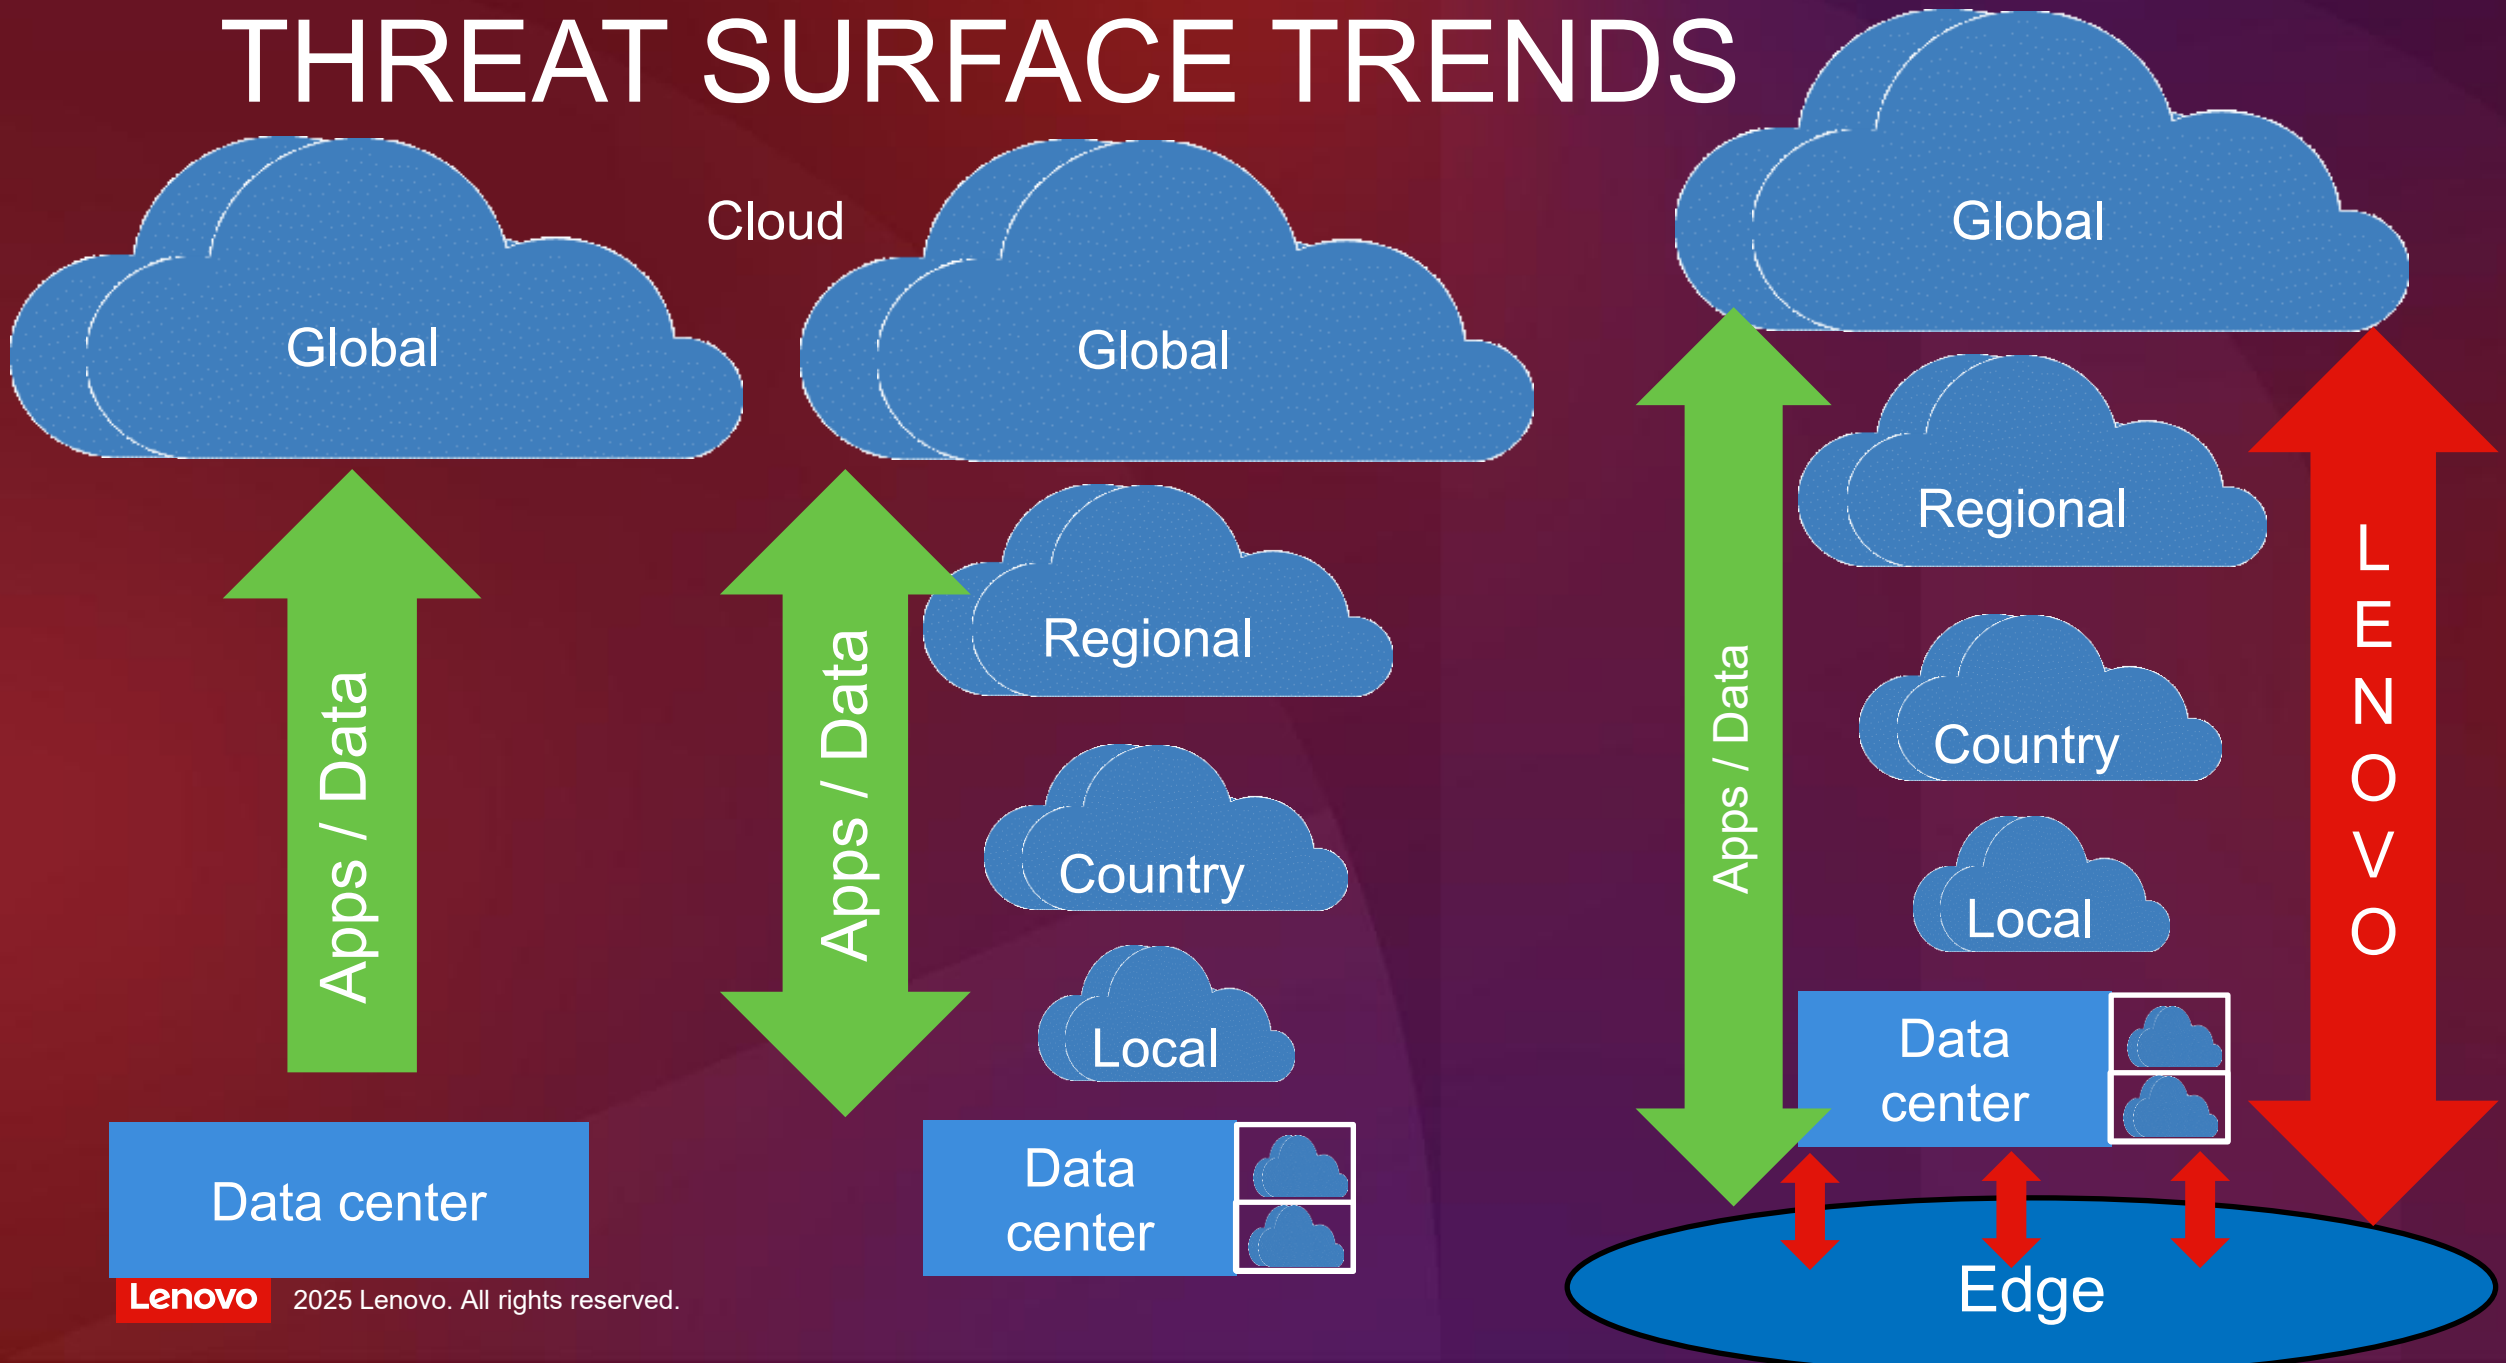 THREAT SURFACE TRENDS
Cloud
Global
Apps / Data
Data center
Global
Regional
Country
Local
Apps / Data
Data
center
Global
Regional
Country
Local
Apps / Data
Data
center
L
E
N
O
V
O
Edge
Lenovo
2025 Lenovo. All rights reserved.